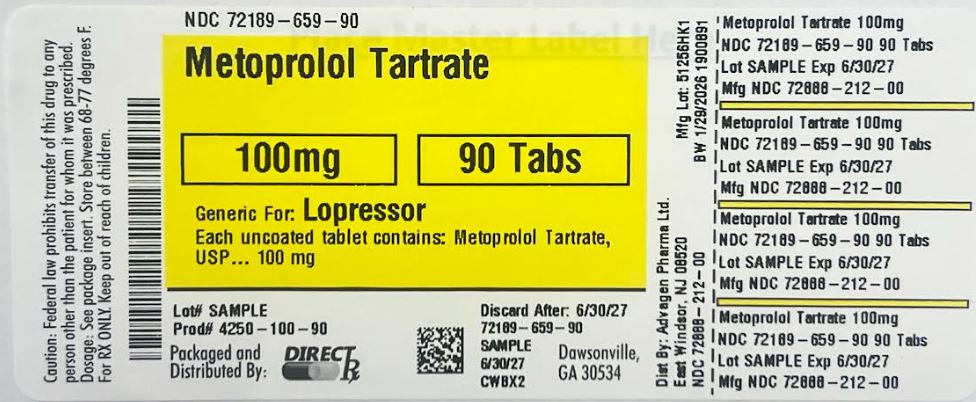 Caution: Federal law prohibits transfer of this drug to any
person other than the patient for whom it was prescribed.
Dosage: See package insert. Store between 68-77 degrees F.
For RX ONLY. Keep out of reach of children.
NDC 72189-659-90
Place Master Label He
Metoprolol Tartrate
100mg
90 Tabs
Generic For: Lopressor
Each uncoated tablet contains: Metoprolol Tartrate,
USP... 100 mg
Lot# SAMPLE
Prod# 4250-100-90
Packaged and
Distributed By:
DIRECT Rx
Discard After: 6/30/27
72189-659-90
SAMPLE
6/30/27
CWBX2
Dawsonville,
GA 30534
Mfg Lot: 51256HK1
BW 1/29/2026 1900891
Dist By: Advagen Pharma Ltd.
East Windsor, NJ 08520
NDC 72888-212-00
Metoprolol Tartrate 100mg
NDC 72189-659-90 90 Tabs
Lot SAMPLE Exp 6/30/27
Mfg NDC 72888-212-00
Metoprolol Tartrate 100mg
NDC 72189-659-90 90 Tabs
Lot SAMPLE Exp 6/30/27
Mfg NDC 72888-212-00
Metoprolol Tartrate 100mg
NDC 72189-659-90 90 Tabs
Lot SAMPLE Exp 6/30/27
Mfg NDC 72888-212-00
Metoprolol Tartrate 100mg
NDC 72189-659-90 90 Tabs
Lot SAMPLE Exp 6/30/27
Mfg NDC 72888-212-00